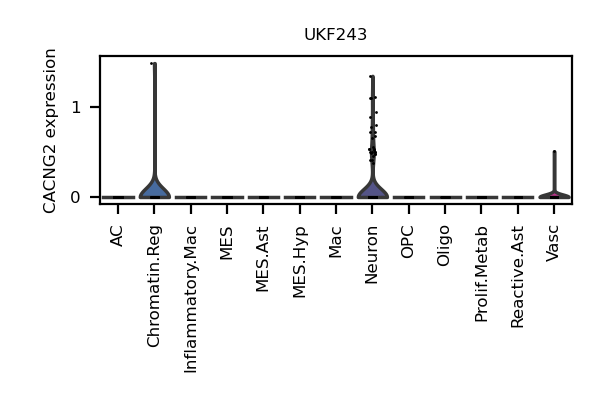 UKF243
CACNG2 expression
1
0
AC
Chromatin.Reg
Inflammatory.Mac
MES
MES.Ast
MES.Hyp
Mac
Neuron
OPC
Oligo
Prolif.Metab
Reactive.Ast
Vasc